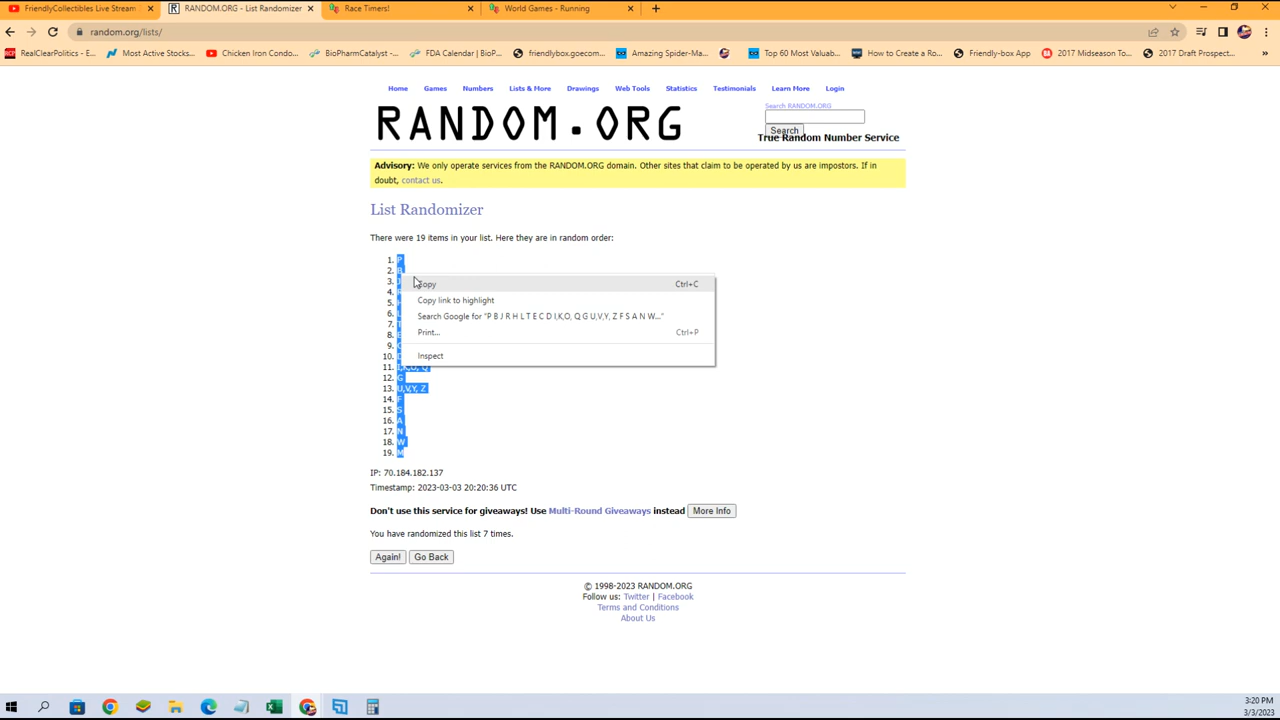 FriendlyCollectibles Live Stream
RANDOM.ORG - List Randomizer
Race Timers!
World Games - Running
random.org/lists/
RealClearPolitics - E...
Most Active Stocks...
Chicken Iron Condo...
BioPharmCatalyst -...
FDA Calendar | BioP...
friendlybox.goecom...
Amazing Spider-Ma...
Top 60 Most Valuab...
How to Create a Ro...
Friendly-box App
2017 Midseason To...
2017 Draft Prospect...
Home Games Numbers Lists & More Drawings Web Tools Statistics Testimonials Learn More Login
RANDOM.ORG
Search RANDOM.ORG
Search
True Random Number Service
Advisory: We only operate services from the RANDOM.ORG domain. Other sites that claim to be operated by us are impostors. If in
doubt, contact us.
List Randomizer
There were 19 items in your list. Here they are in random order:
1. P
2. B
3. J
4. R
5. H
6. L
7. T
8. E
9. C
10. D
11. I,K,O, Q
12. G
13. U,V,Y, Z
14. F
15. S
16. A
17. N
18. W
19. M
Copy Ctrl+C
Copy link to highlight
Search Google for "P B J R H L T E C D I,K,O, Q G U,V,Y, Z F S A N W..."
Print... Ctrl+P
Inspect
IP: 70.184.182.137
Timestamp: 2023-03-03 20:20:36 UTC
Don't use this service for giveaways! Use Multi-Round Giveaways instead More Info
You have randomized this list 7 times.
Again! Go Back
© 1998-2023 RANDOM.ORG
Follow us: Twitter | Facebook
Terms and Conditions
About Us
3:20 PM
3/3/2023